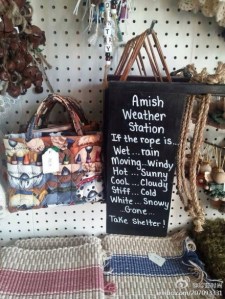 Amish
Weather
Station
If the rope is...
Wet...rain
Moving...windy
Hot...Sunny
Cool...Cloudy
Stiff...Cold
White...Snowy
Gone...
Take Shelter!